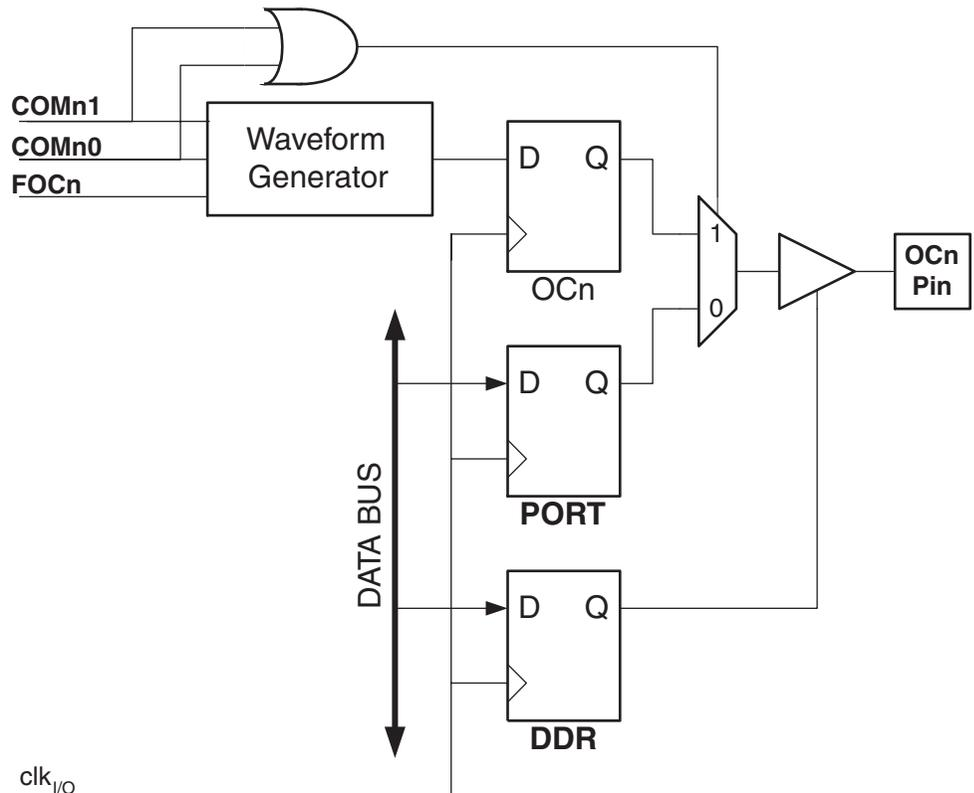 COMn1
COMn0
FOCn
Waveform
Generator
D Q
OCn
1
0
OCn
Pin
D Q
PORT
DATA BUS
D Q
DDR
clkI/O